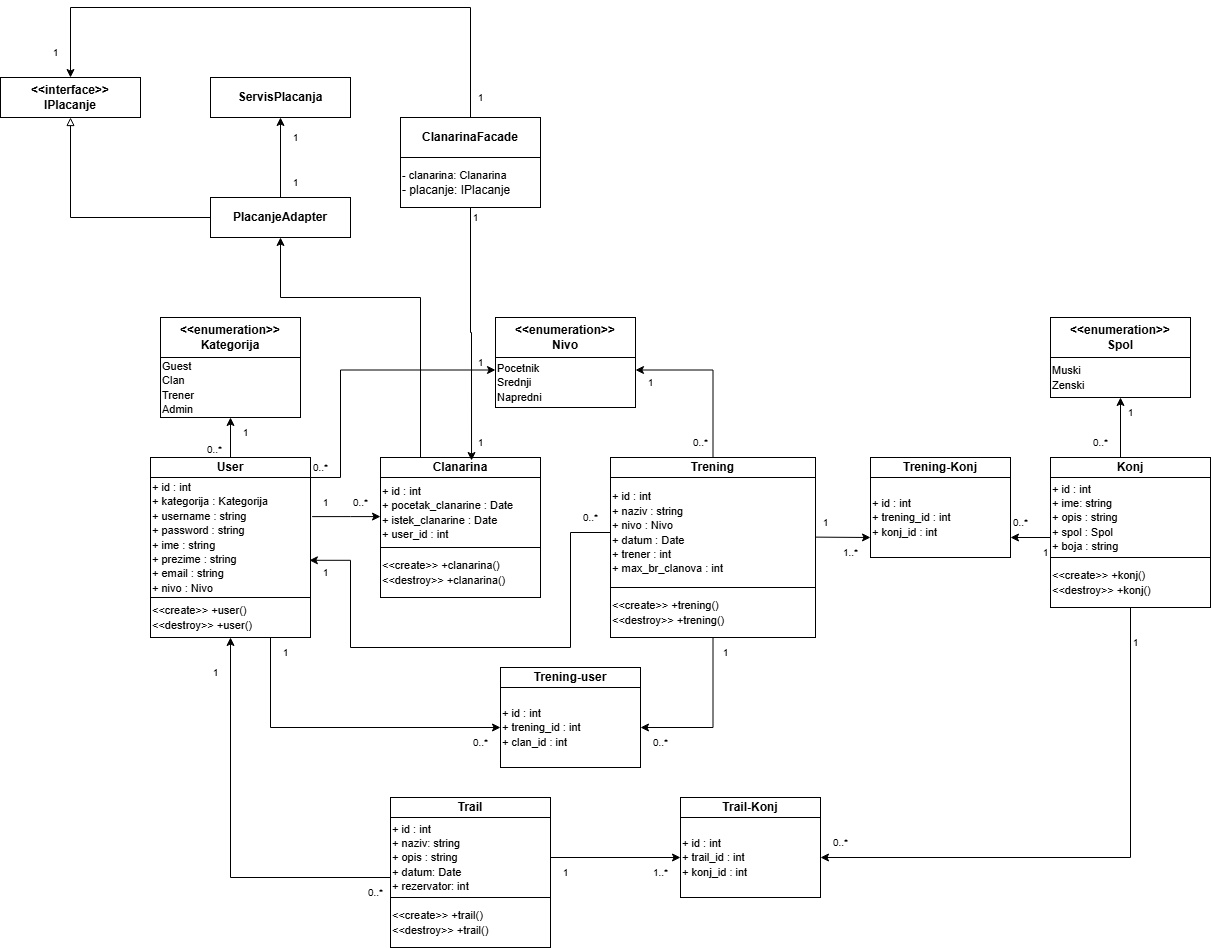 1
1
<<interface>>
IPlacanje
ServisPlacanja
ClanarinaFacade
- clanarina: Clanarina
- placanje: IPlacanje
1
1
PlacanjeAdapter
1
<<enumeration>>
Kategorija
Guest
Clan
Trener
Admin
<<enumeration>>
Nivo
Pocetnik
Srednji
Napredni
<<enumeration>>
Spol
Muski
Zenski
1
1
1
1
0..*
1
0..*
0..*
0..*
User
+ id : int
+ kategorija : Kategorija
+ username : string
+ password : string
+ ime : string
+ prezime : string
+ email : string
+ nivo : Nivo
<<create>> +user()
<<destroy>> +user()
1
0..*
Clanarina
+ id : int
+ pocetak_clanarine : Date
+ istek_clanarine : Date
+ user_id : int
<<create>> +clanarina()
<<destroy>> +clanarina()
0..*
1
Trening
+ id : int
+ naziv : string
+ nivo : Nivo
+ datum : Date
+ trener : int
+ max_br_clanova : int
<<create>> +trening()
<<destroy>> +trening()
1
1..*
Trening-Konj
+ id : int
+ trening_id : int
+ konj_id : int
0..*
1
Konj
+ id : int
+ ime: string
+ opis : string
+ spol : Spol
+ boja : string
<<create>> +konj()
<<destroy>> +konj()
1
1
1
1
Trening-user
+ id : int
+ trening_id : int
+ clan_id : int
0..*
0..*
Trail
+ id : int
+ naziv: string
+ opis : string
+ datum: Date
+ rezervator: int
<<create>> +trail()
<<destroy>> +trail()
0..*
1
1..*
Trail-Konj
+ id : int
+ trail_id : int
+ konj_id : int
0..*